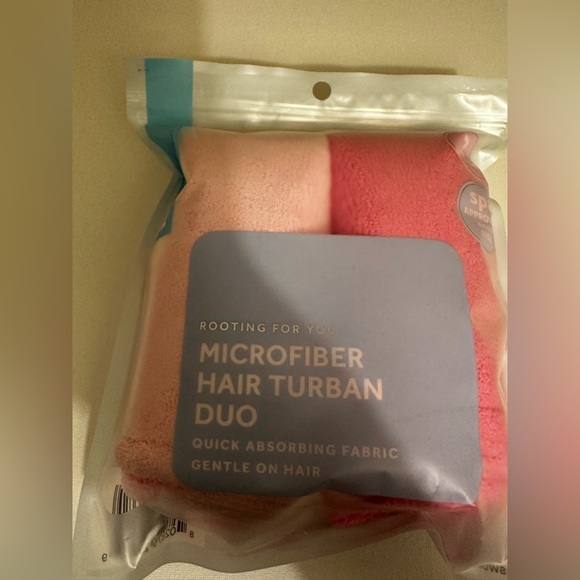 ROOTING FOR YOU
MICROFIBER
HAIR TURBAN
DUO
QUICK ABSORBING FABRIC
GENTLE ON HAIR